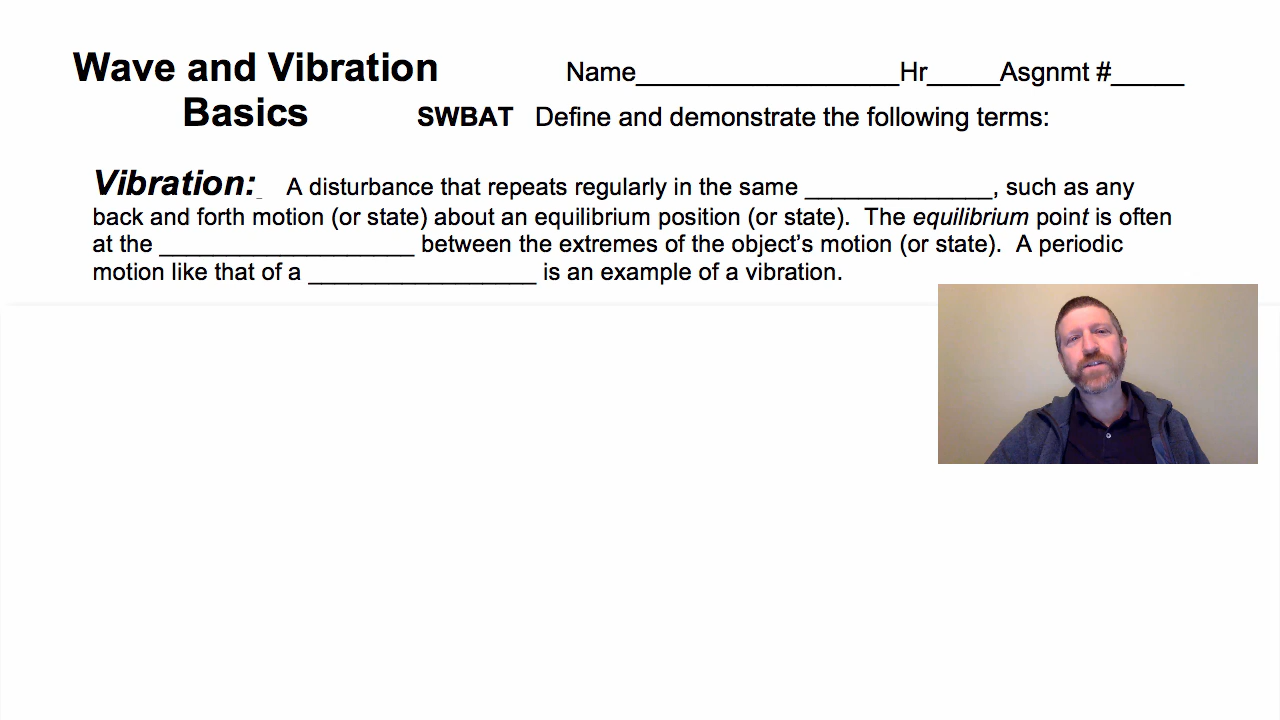 Wave and Vibration Name__________________Hr_____Asgnmt #_____
Basics SWBAT Define and demonstrate the following terms:
Vibration:_ A disturbance that repeats regularly in the same ______________, such as any
back and forth motion (or state) about an equilibrium position (or state). The equilibrium point is often
at the ___________________ between the extremes of the object's motion (or state). A periodic
motion like that of a _________________ is an example of a vibration.